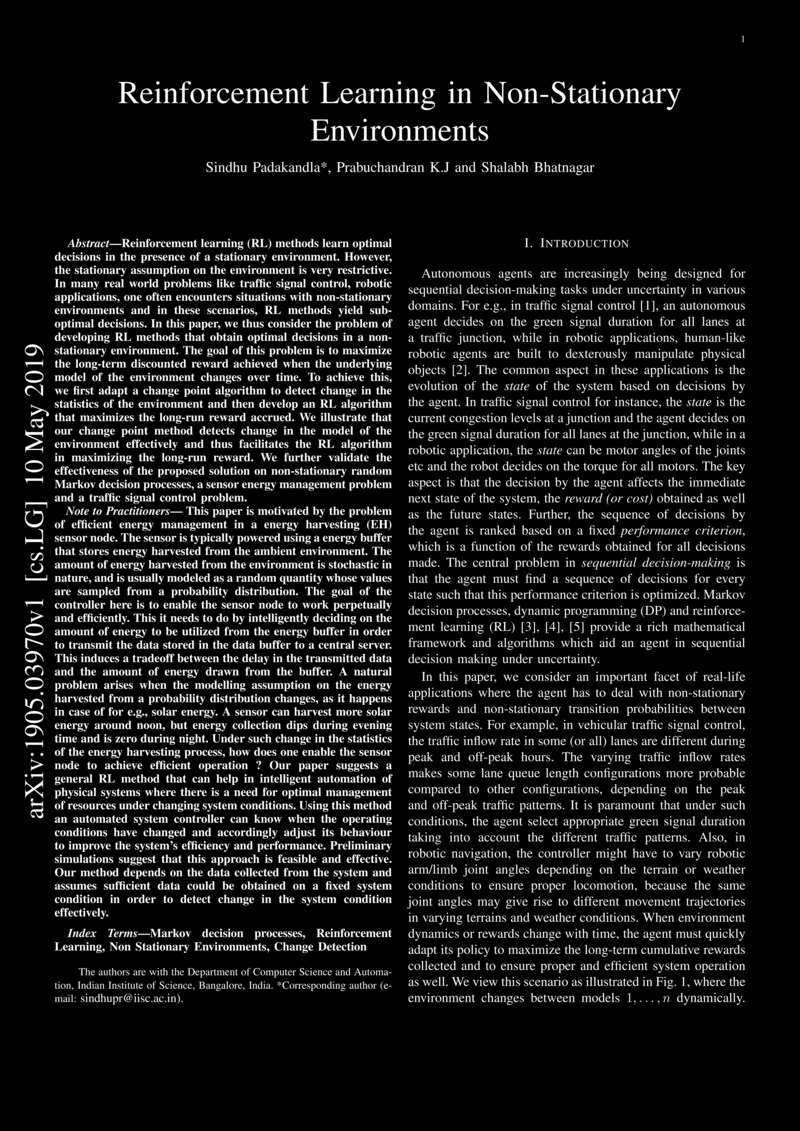 1
Reinforcement Learning in Non-Stationary
Environments
Sindhu Padakandla*, Prabuchandran K.J and Shalabh Bhatnagar
arXiv:1905.03970v1 [cs.LG] 10 May 2019
Abstract—Reinforcement learning (RL) methods learn optimal
decisions in the presence of a stationary environment. However,
the stationary assumption on the environment is very restrictive.
In many real world problems like traffic signal control, robotic
applications, one often encounters situations with non-stationary
environments and in these scenarios, RL methods yield sub-
optimal decisions. In this paper, we thus consider the problem of
developing RL methods that obtain optimal decisions in a non-
stationary environment. The goal of this problem is to maximize
the long-term discounted reward achieved when the underlying
model of the environment changes over time. To achieve this,
we first adapt a change point algorithm to detect change in the
statistics of the environment and then develop an RL algorithm
that maximizes the long-run reward accrued. We illustrate that
our change point method detects change in the model of the
environment effectively and thus facilitates the RL algorithm
in maximizing the long-run reward. We further validate the
effectiveness of the proposed solution on non-stationary random
Markov decision processes, a sensor energy management problem
and a traffic signal control problem.
Note to Practitioners— This paper is motivated by the problem
of efficient energy management in a energy harvesting (EH)
sensor node. The sensor is typically powered using a energy buffer
that stores energy harvested from the ambient environment. The
amount of energy harvested from the environment is stochastic in
nature, and is usually modeled as a random quantity whose values
are sampled from a probability distribution. The goal of the
controller here is to enable the sensor node to work perpetually
and efficiently. This it needs to do by intelligently deciding on the
amount of energy to be utilized from the energy buffer in order
to transmit the data stored in the data buffer to a central server.
This induces a tradeoff between the delay in the transmitted data
and the amount of energy drawn from the buffer. A natural
problem arises when the modelling assumption on the energy
harvested from a probability distribution changes, as it happens
in case of for e.g., solar energy. A sensor can harvest more solar
energy around noon, but energy collection dips during evening
time and is zero during night. Under such change in the statistics
of the energy harvesting process, how does one enable the sensor
node to achieve efficient operation ? Our paper suggests a
general RL method that can help in intelligent automation of
physical systems where there is a need for optimal management
of resources under changing system conditions. Using this method
an automated system controller can know when the operating
conditions have changed and accordingly adjust its behaviour
to improve the system's efficiency and performance. Preliminary
simulations suggest that this approach is feasible and effective.
Our method depends on the data collected from the system and
assumes sufficient data could be obtained on a fixed system
condition in order to detect change in the system condition
effectively.
Index Terms—Markov decision processes, Reinforcement
Learning, Non Stationary Environments, Change Detection
The authors are with the Department of Computer Science and Automa-
tion, Indian Institute of Science, Bangalore, India. *Corresponding author (e-
mail: sindhupr@iisc.ac.in).
I. INTRODUCTION
Autonomous agents are increasingly being designed for
sequential decision-making tasks under uncertainty in various
domains. For e.g., in traffic signal control [1], an autonomous
agent decides on the green signal duration for all lanes at
a traffic junction, while in robotic applications, human-like
robotic agents are built to dexterously manipulate physical
objects [2]. The common aspect in these applications is the
evolution of the state of the system based on decisions by
the agent. In traffic signal control for instance, the state is the
current congestion levels at a junction and the agent decides on
the green signal duration for all lanes at the junction, while in a
robotic application, the state can be motor angles of the joints
etc and the robot decides on the torque for all motors. The key
aspect is that the decision by the agent affects the immediate
next state of the system, the reward (or cost) obtained as well
as the future states. Further, the sequence of decisions by
the agent is ranked based on a fixed performance criterion,
which is a function of the rewards obtained for all decisions
made. The central problem in sequential decision-making is
that the agent must find a sequence of decisions for every
state such that this performance criterion is optimized. Markov
decision processes, dynamic programming (DP) and reinforce-
ment learning (RL) [3], [4], [5] provide a rich mathematical
framework and algorithms which aid an agent in sequential
decision making under uncertainty.
In this paper, we consider an important facet of real-life
applications where the agent has to deal with non-stationary
rewards and non-stationary transition probabilities between
system states. For example, in vehicular traffic signal control,
the traffic inflow rate in some (or all) lanes are different during
peak and off-peak hours. The varying traffic inflow rates
makes some lane queue length configurations more probable
compared to other configurations, depending on the peak
and off-peak traffic patterns. It is paramount that under such
conditions, the agent select appropriate green signal duration
taking into account the different traffic patterns. Also, in
robotic navigation, the controller might have to vary robotic
arm/limb joint angles depending on the terrain or weather
conditions to ensure proper locomotion, because the same
joint angles may give rise to different movement trajectories
in varying terrains and weather conditions. When environment
dynamics or rewards change with time, the agent must quickly
adapt its policy to maximize the long-term cumulative rewards
collected and to ensure proper and efficient system operation
as well. We view this scenario as illustrated in Fig. 1, where the
environment changes between models 1, . . . , n dynamically.